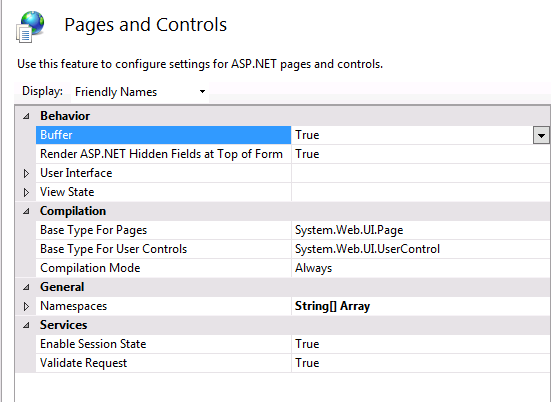 Pages and Controls
Use this feature to configure settings for ASP.NET pages and controls.
Display: Friendly Names
Behavior
Buffer True
Render ASP.NET Hidden Fields at Top of Form True
User Interface
View State
Compilation
Base Type For Pages System.Web.UI.Page
Base Type For User Controls System.Web.UI.UserControl
Compilation Mode Always
General
Namespaces String[] Array
Services
Enable Session State True
Validate Request True